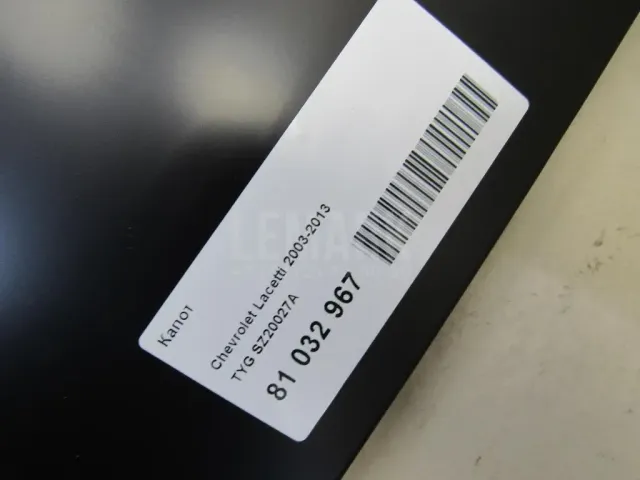 Капот
Chevrolet Lacetti 2003-2013
TYG SZ20027A
81 032 967